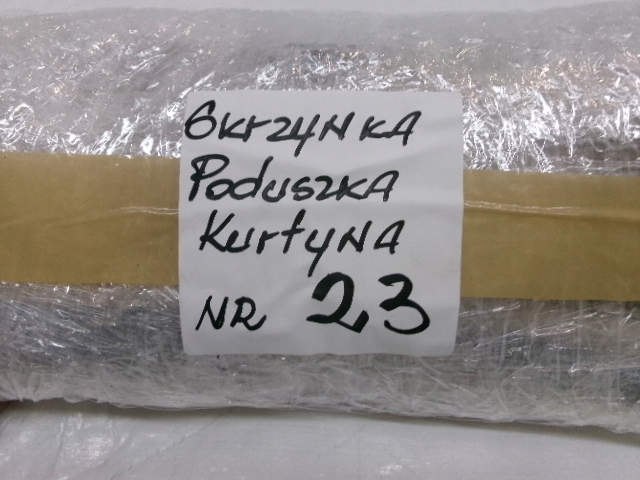 SKrzyNKA
PoduszKA
KurtyNA
NR 23